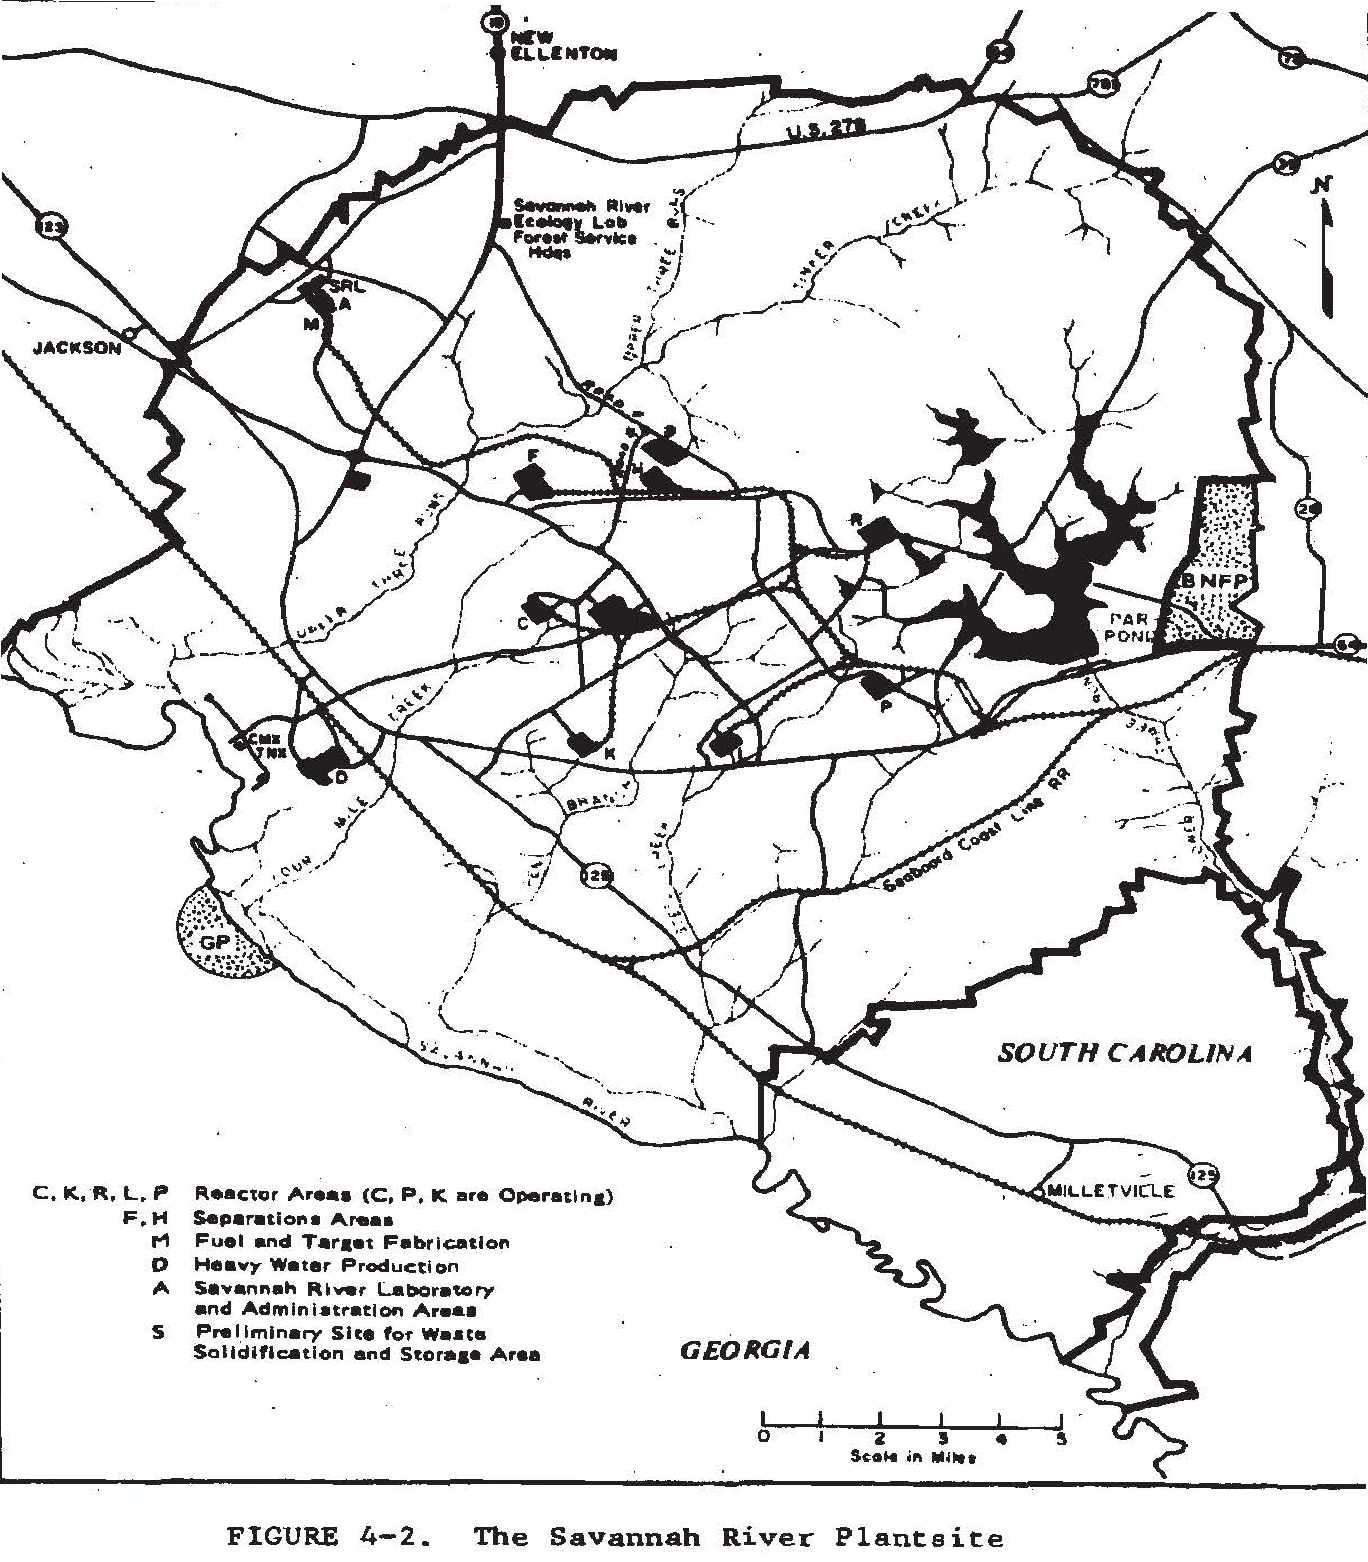 19
NEW
ELLENTON
64
781
78
U.S. 278
39
N
Savannah River
Ecology Lab
Forest Service
Hdqs
UPPER THREE RUNS
TINKER CREEK
125
SRL
A
M
JACKSON
F
H
S
R
C
BNFP
PAR
POND
64
UPPER THREE RUNS
P
CREEK
CMX
TNX
D
K
L
MILE
FOUR
BRANCH
CREEK
125
Seaboard Coast Line RR
GP
SAVANNAH
RIVER
SOUTH CAROLINA
125
MILLETVILLE
C, K, R, L, P Reactor Areas (C, P, K are Operating)
F, H Separations Areas
M Fuel and Target Fabrication
D Heavy Water Production
A Savannah River Laboratory
and Administration Areas
S Preliminary Site for Waste
Solidification and Storage Area
GEORGIA
0 1 2 3 4 5
Scale in Miles
FIGURE 4-2. The Savannah River Plantsite